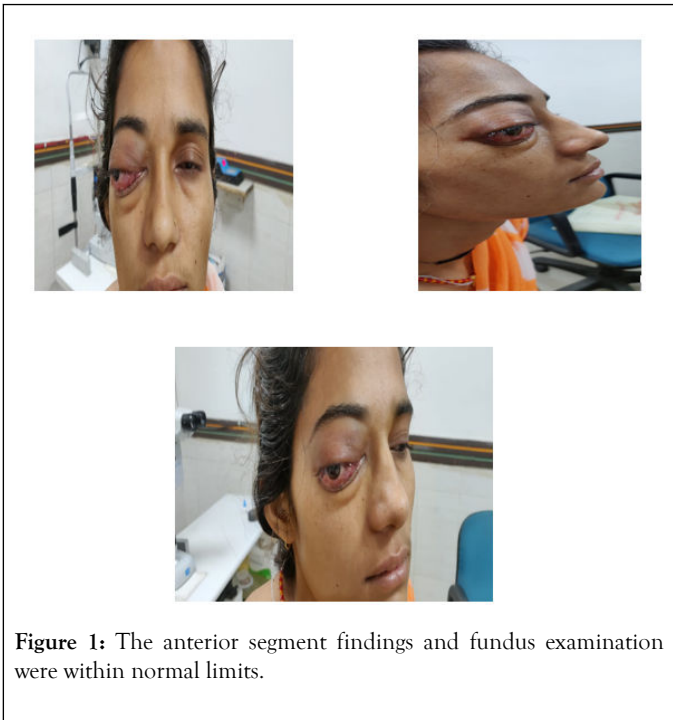 Figure 1: The anterior segment findings and fundus examination
were within normal limits.